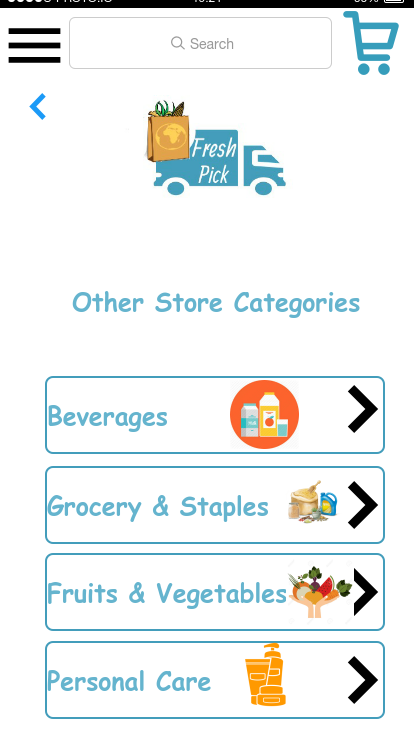 Search
Fresh
Pick
Other Store Categories
Beverages
Grocery & Staples
Fruits & Vegetables
Personal Care